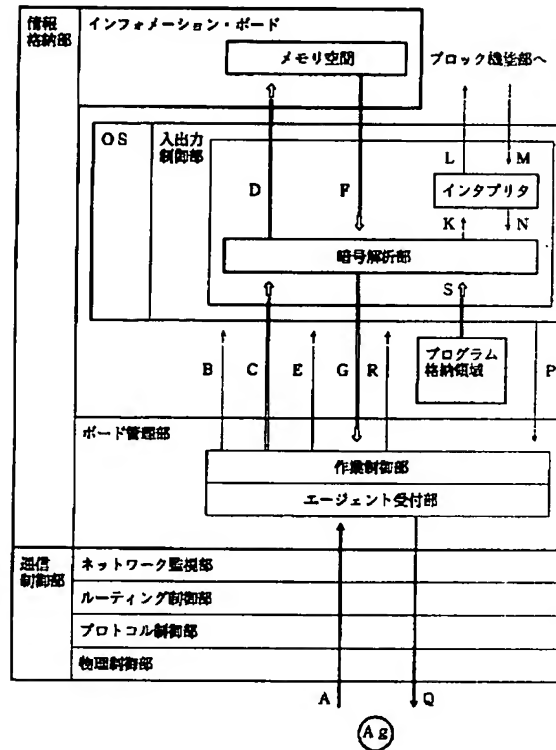 情報
格納部
インフォメーション・ボード
メモリ空間
ブロック機能部へ
OS
入出力
制御部
L
M
D
F
インタプリタ
K
N
暗号解析部
S
B
C
E
G
R
プログラム
格納領域
P
ボード管理部
作業制御部
エージェント受付部
通信
制御部
ネットワーク監視部
ルーティング制御部
プロトコル制御部
物理制御部
A
Q
Ag